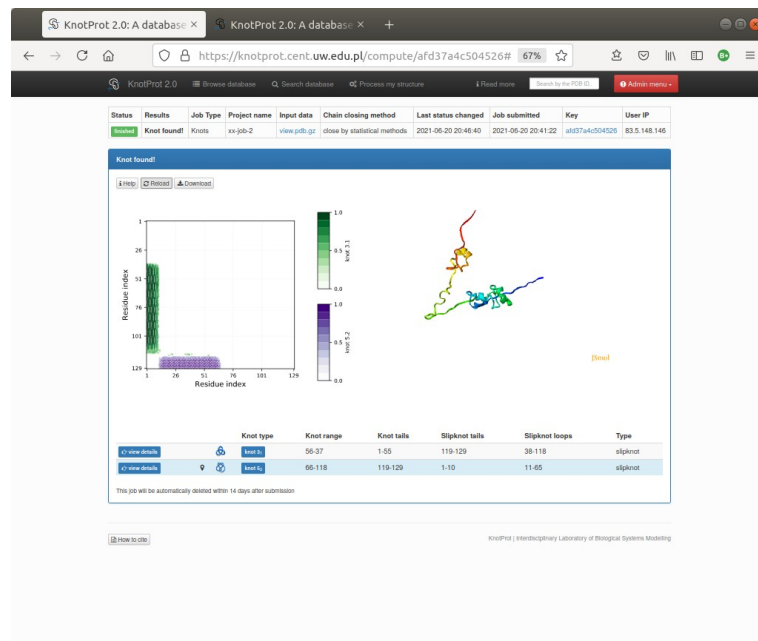 KnotProt 2.0: A database ×
KnotProt 2.0: A database ×
+
https://knotprot.cent.uw.edu.pl/compute/afd37a4c504526# 67%
KnotProt 2.0 Browse database Search database Process my structure Read more Search by the PDB ID... Admin menu
Status Results Job Type Project name Input data Chain closing method Last status changed Job submitted Key User IP
finished Knot found! Knots xx-job-2 view.pdb.gz close by statistical methods 2021-06-20 20:46:40 2021-06-20 20:41:22 afd37a4c504526 83.5.148.146
Knot found!
Help Reload Download
1
26
51
76
101
129
Residue index
1 26 51 76 101 129
Residue index
1.0
0.5
0.0
knot 3.1
1.0
0.5
0.0
knot 5.2
JSmol
Knot type Knot range Knot tails Slipknot tails Slipknot loops Type
view details knot 3₁ 56-37 1-55 119-129 38-118 slipknot
view details knot 5₂ 66-118 119-129 1-10 11-65 slipknot
This job will be automatically deleted within 14 days after submission
How to cite
KnotProt | Interdisciplinary Laboratory of Biological Systems Modelling